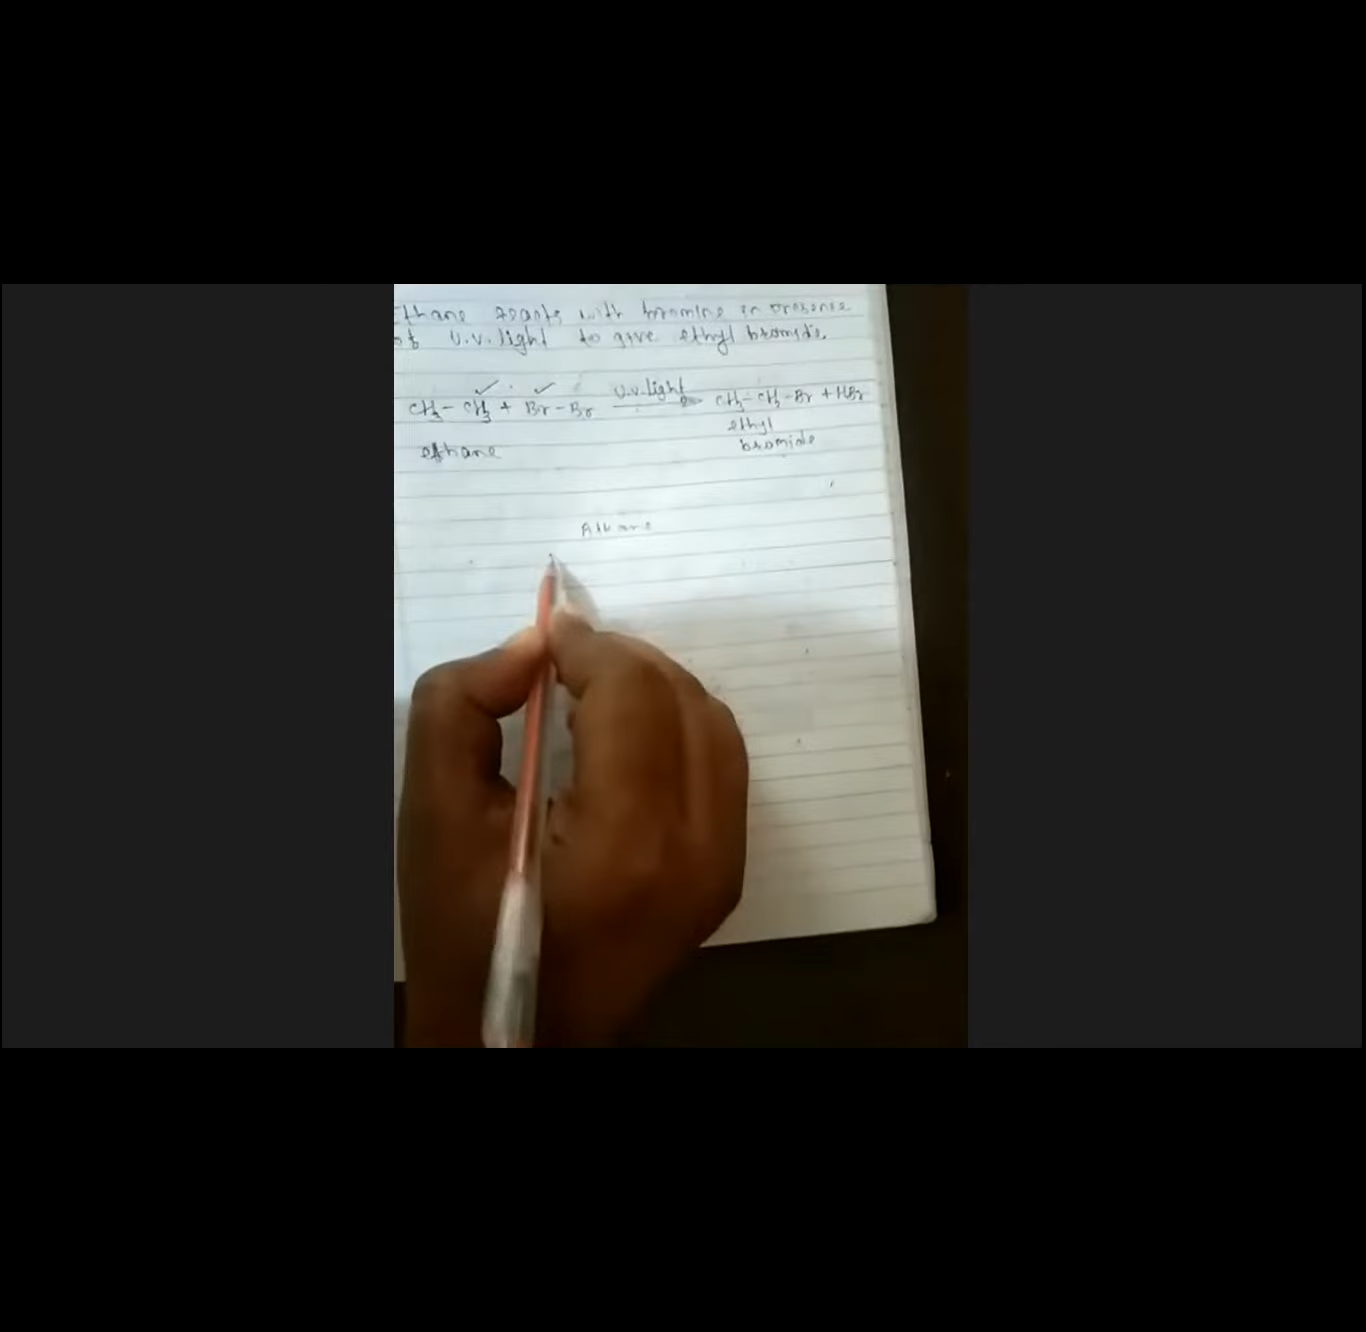 Ethane reacts with bromine in presense
of U.V. light to give ethyl bromide.
CH3 - CH3 + Br - Br U.V. light CH3 - CH2 - Br + HBr
ethyl
ethane bromide
Alkane